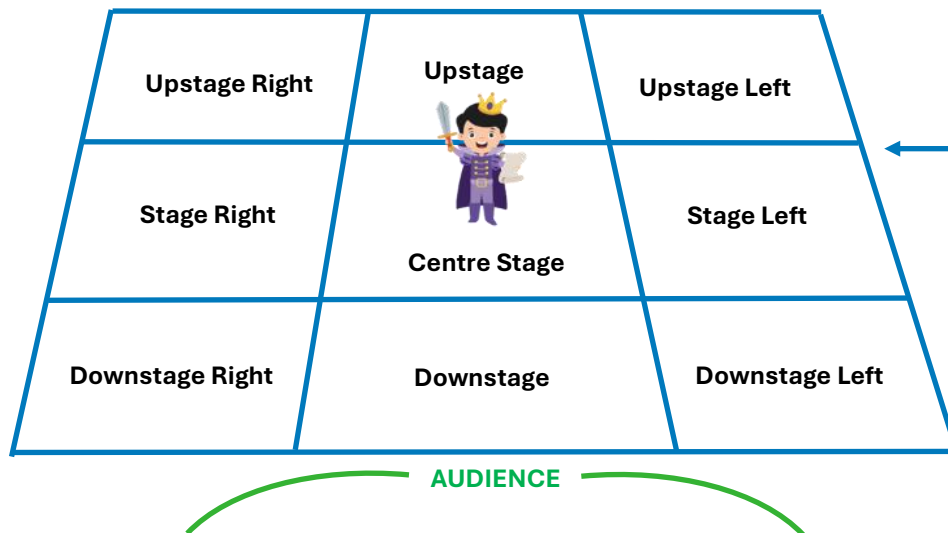 Upstage Right
Upstage
Upstage Left
Stage Right
Stage Left
Centre Stage
Downstage Right
Downstage
Downstage Left
AUDIENCE